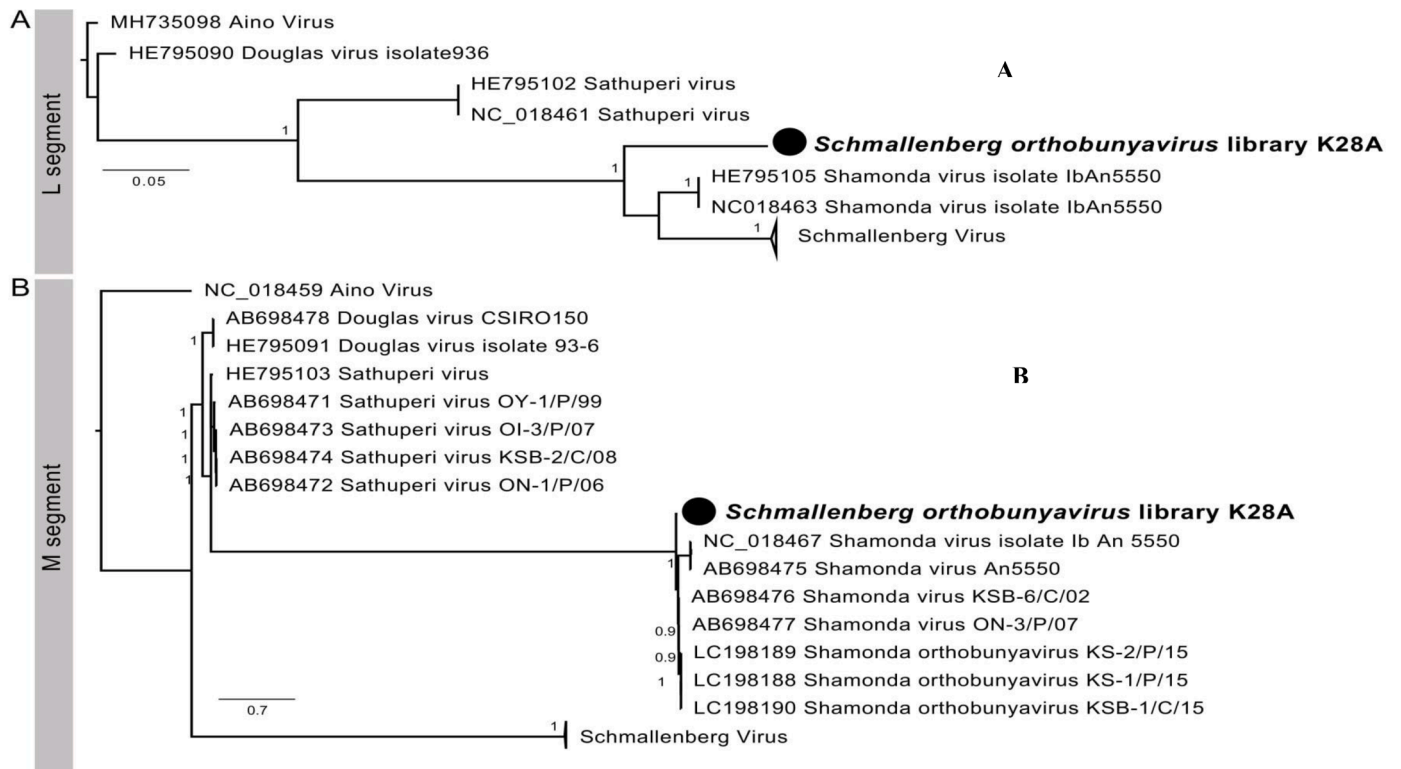 A
L segment
MH735098 Aino Virus
HE795090 Douglas virus isolate936
HE795102 Sathuperi virus
NC_018461 Sathuperi virus
A
1
Schmallenberg orthobunyavirus library K28A
0.05
1
HE795105 Shamonda virus isolate IbAn5550
1
NC018463 Shamonda virus isolate IbAn5550
1
Schmallenberg Virus
B
M segment
NC_018459 Aino Virus
AB698478 Douglas virus CSIRO150
1
HE795091 Douglas virus isolate 93-6
HE795103 Sathuperi virus
B
AB698471 Sathuperi virus OY-1/P/99
1
AB698473 Sathuperi virus OI-3/P/07
1
AB698474 Sathuperi virus KSB-2/C/08
1
AB698472 Sathuperi virus ON-1/P/06
1
Schmallenberg orthobunyavirus library K28A
NC_018467 Shamonda virus isolate Ib An 5550
1
AB698475 Shamonda virus An5550
AB698476 Shamonda virus KSB-6/C/02
AB698477 Shamonda virus ON-3/P/07
0.9
LC198189 Shamonda orthobunyavirus KS-2/P/15
0.9
LC198188 Shamonda orthobunyavirus KS-1/P/15
1
LC198190 Shamonda orthobunyavirus KSB-1/C/15
0.7
1
Schmallenberg Virus